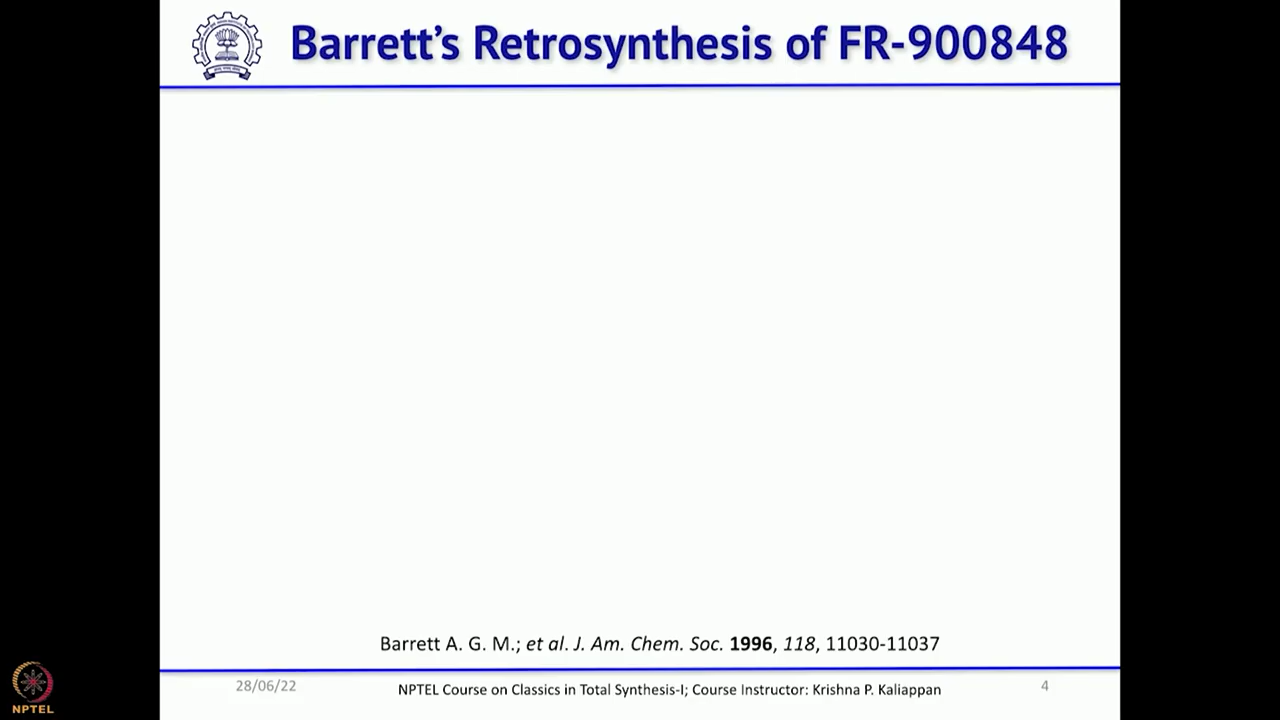 Barrett's Retrosynthesis of FR-900848
Barrett A. G. M.; et al. J. Am. Chem. Soc. 1996, 118, 11030-11037
28/06/22
NPTEL Course on Classics in Total Synthesis-I; Course Instructor: Krishna P. Kaliappan
4
NPTEL